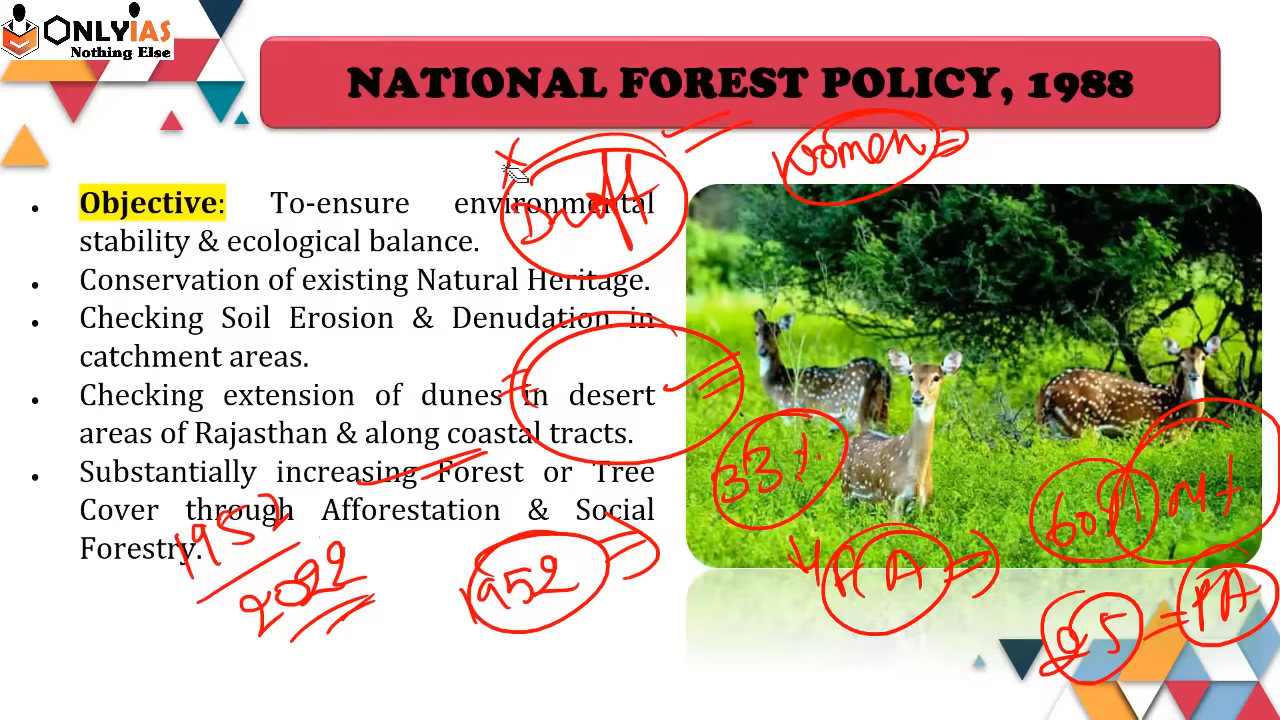 ONLYIAS
Nothing Else
NATIONAL FOREST POLICY, 1988
women =
Draft
• Objective: To-ensure environmental
stability & ecological balance.
• Conservation of existing Natural Heritage.
• Checking Soil Erosion & Denudation in
catchment areas.
• Checking extension of dunes in desert
areas of Rajasthan & along coastal tracts.
• Substantially increasing Forest or Tree
Cover through Afforestation & Social
Forestry.
33%
1952
2022
1952
60%
25 = PA